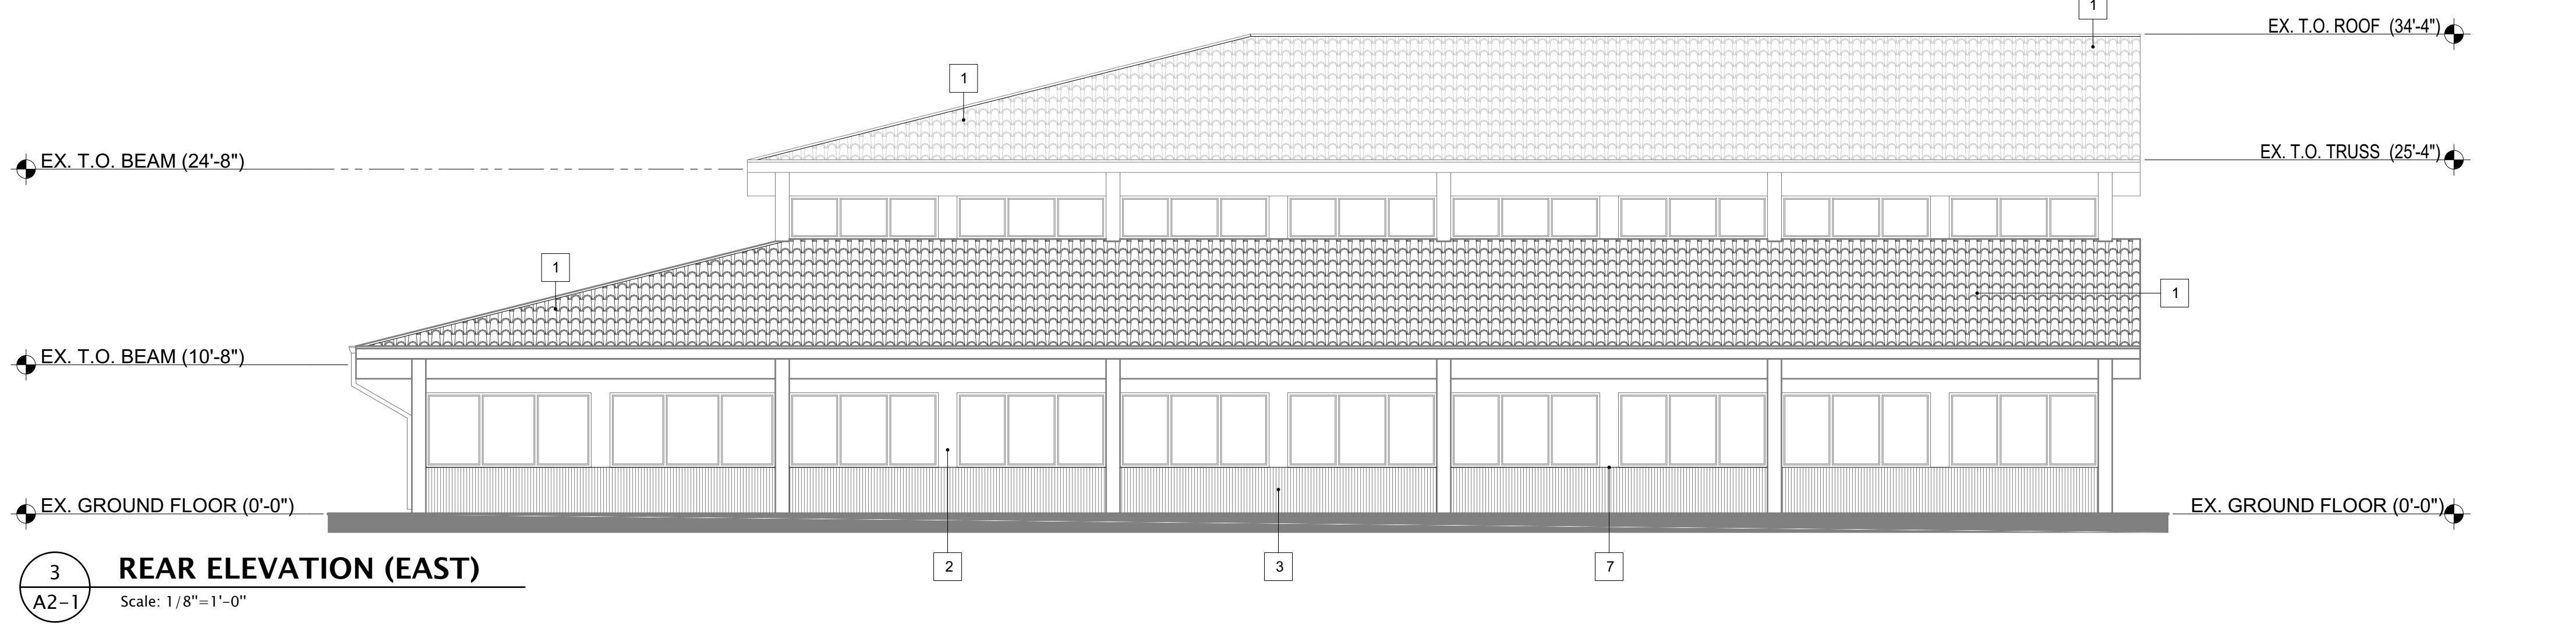 1
EX. T.O. ROOF (34'-4")
1
EX. T.O. BEAM (24'-8")
EX. T.O. TRUSS (25'-4")
1
1
EX. T.O. BEAM (10'-8")
EX. GROUND FLOOR (0'-0")
EX. GROUND FLOOR (0'-0")
2
3
7
3
A2-1
REAR ELEVATION (EAST)
Scale: 1/8"=1'-0"